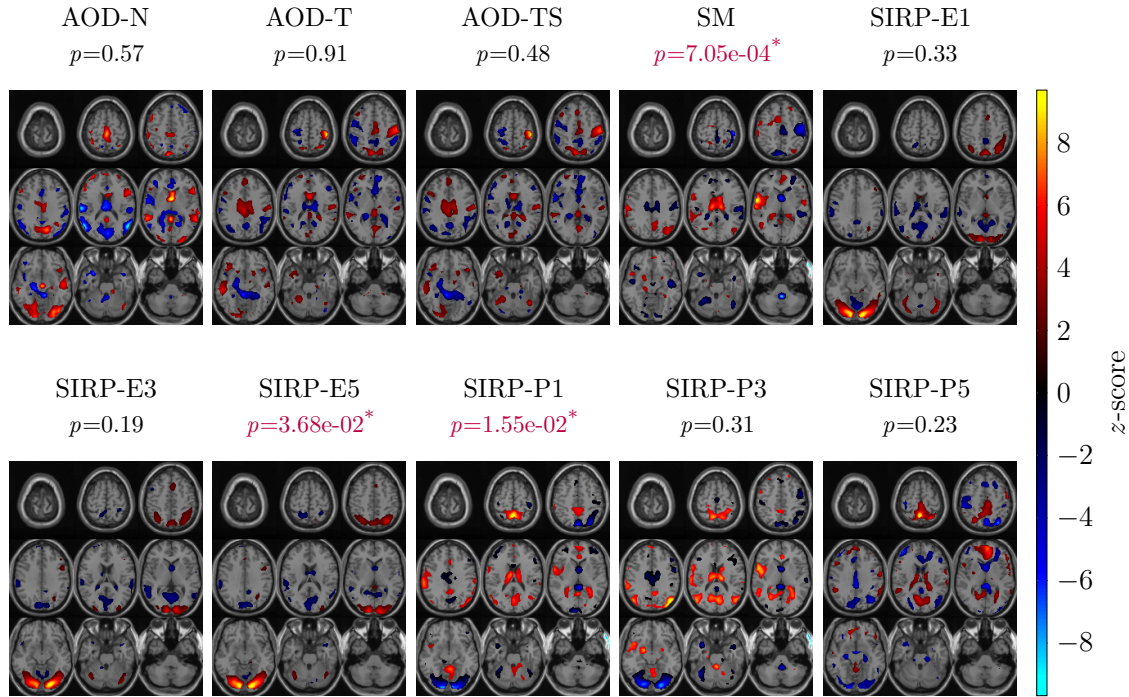 AOD-N AOD-T AOD-TS SM SIRP-E1
p=0.57 p=0.91 p=0.48 p=7.05e-04* p=0.33
8
6
4
2
0
−2
−4
−6
−8
z-score
SIRP-E3 SIRP-E5 SIRP-P1 SIRP-P3 SIRP-P5
p=0.19 p=3.68e-02* p=1.55e-02* p=0.31 p=0.23